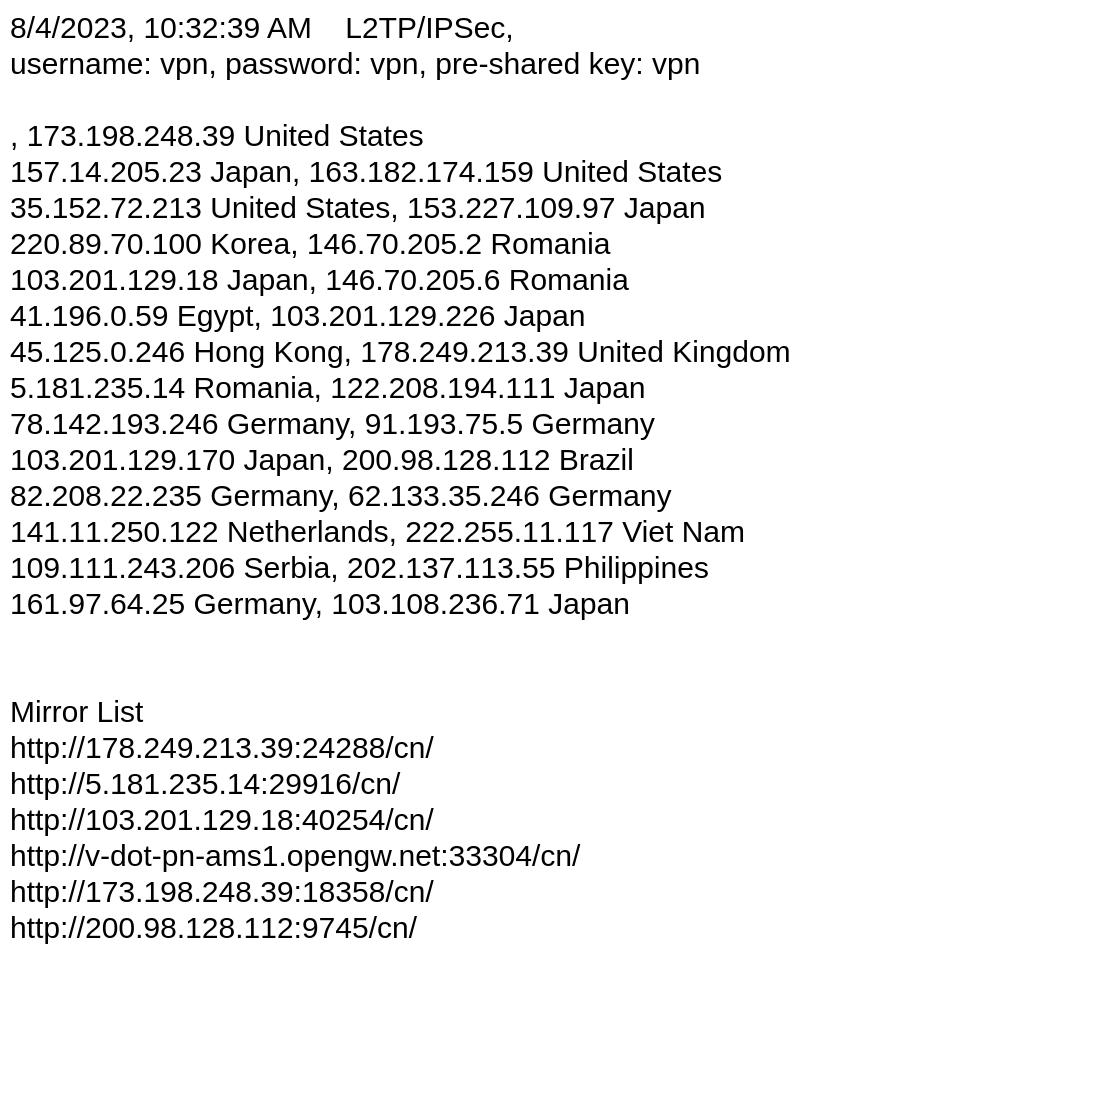 8/4/2023, 10:32:39 AM    L2TP/IPSec,
username: vpn, password: vpn, pre-shared key: vpn
, 173.198.248.39 United States
157.14.205.23 Japan, 163.182.174.159 United States
35.152.72.213 United States, 153.227.109.97 Japan
220.89.70.100 Korea, 146.70.205.2 Romania
103.201.129.18 Japan, 146.70.205.6 Romania
41.196.0.59 Egypt, 103.201.129.226 Japan
45.125.0.246 Hong Kong, 178.249.213.39 United Kingdom
5.181.235.14 Romania, 122.208.194.111 Japan
78.142.193.246 Germany, 91.193.75.5 Germany
103.201.129.170 Japan, 200.98.128.112 Brazil
82.208.22.235 Germany, 62.133.35.246 Germany
141.11.250.122 Netherlands, 222.255.11.117 Viet Nam
109.111.243.206 Serbia, 202.137.113.55 Philippines
161.97.64.25 Germany, 103.108.236.71 Japan
Mirror List
http://178.249.213.39:24288/cn/
http://5.181.235.14:29916/cn/
http://103.201.129.18:40254/cn/
http://v-dot-pn-ams1.opengw.net:33304/cn/
http://173.198.248.39:18358/cn/
http://200.98.128.112:9745/cn/